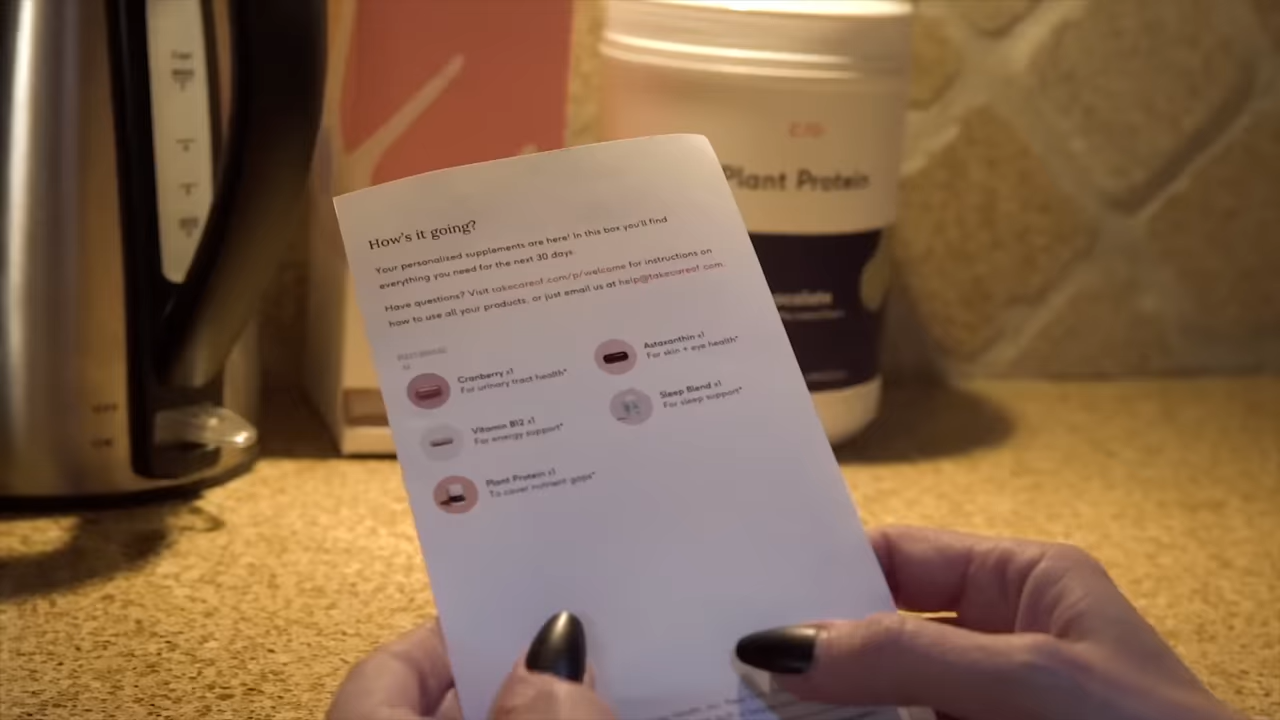 How's it going?
Your personalized supplements are here! In this box you'll find
everything you need for the next 30 days.
Have questions? Visit takecareof.com/p/welcome for instructions on
how to use all your products, or just email us at help@takecareof.com.
Cranberry x1
For urinary tract health*
Vitamin B12 x1
For energy support*
Plant Protein x1
To cover nutrient gaps*
Astaxanthin x1
For skin + eye health*
Sleep Blend x1
For sleep support*
C/O
Plant Protein
OFF
ON